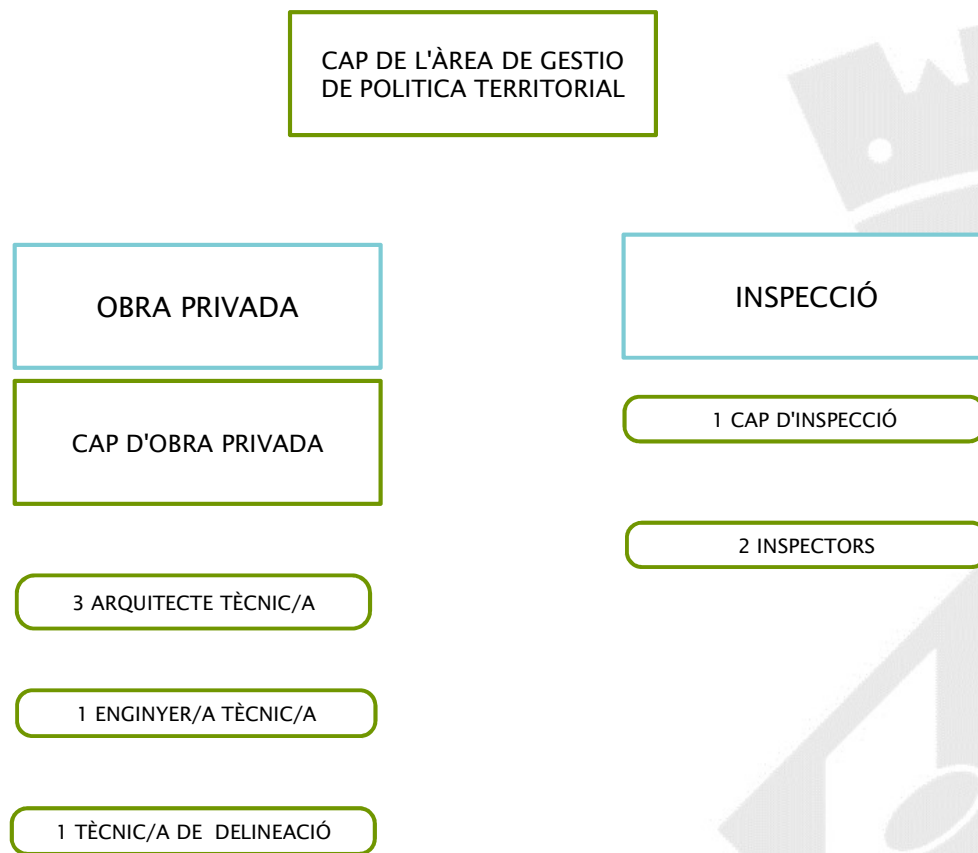 CAP DE L'ÀREA DE GESTIO
DE POLITICA TERRITORIAL
OBRA PRIVADA
CAP D'OBRA PRIVADA
3 ARQUITECTE TÈCNIC/A
1 ENGINYER/A TÈCNIC/A
1 TÈCNIC/A DE DELINEACIÓ
INSPECCIÓ
1 CAP D'INSPECCIÓ
2 INSPECTORS